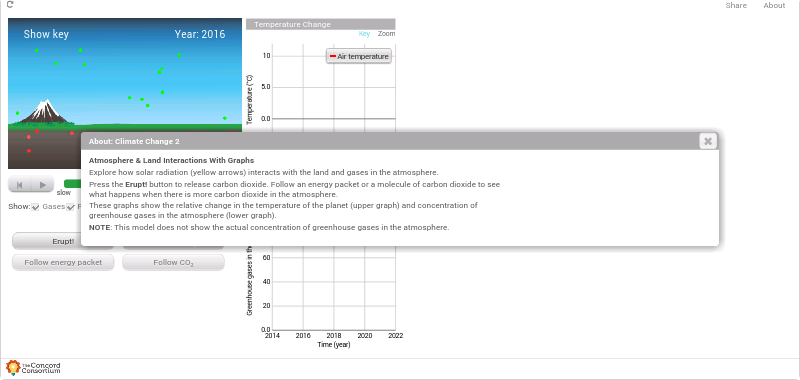 Share About
Show key Year: 2016
Temperature Change
Key Zoom
Air temperature
10
5.0
0.0
Temperature (°C)
About: Climate Change 2
Atmosphere & Land Interactions With Graphs
Explore how solar radiation (yellow arrows) interacts with the land and gases in the atmosphere.
Press the Erupt! button to release carbon dioxide. Follow an energy packet or a molecule of carbon dioxide to see
what happens when there is more carbon dioxide in the atmosphere.
These graphs show the relative change in the temperature of the planet (upper graph) and concentration of
greenhouse gases in the atmosphere (lower graph).
NOTE: This model does not show the actual concentration of greenhouse gases in the atmosphere.
slow
Show: Gases
Erupt!
Follow energy packet Follow CO₂
60
40
20
0.0
Greenhouse gases in th
2014 2016 2018 2020 2022
Time (year)
The Concord
Consortium